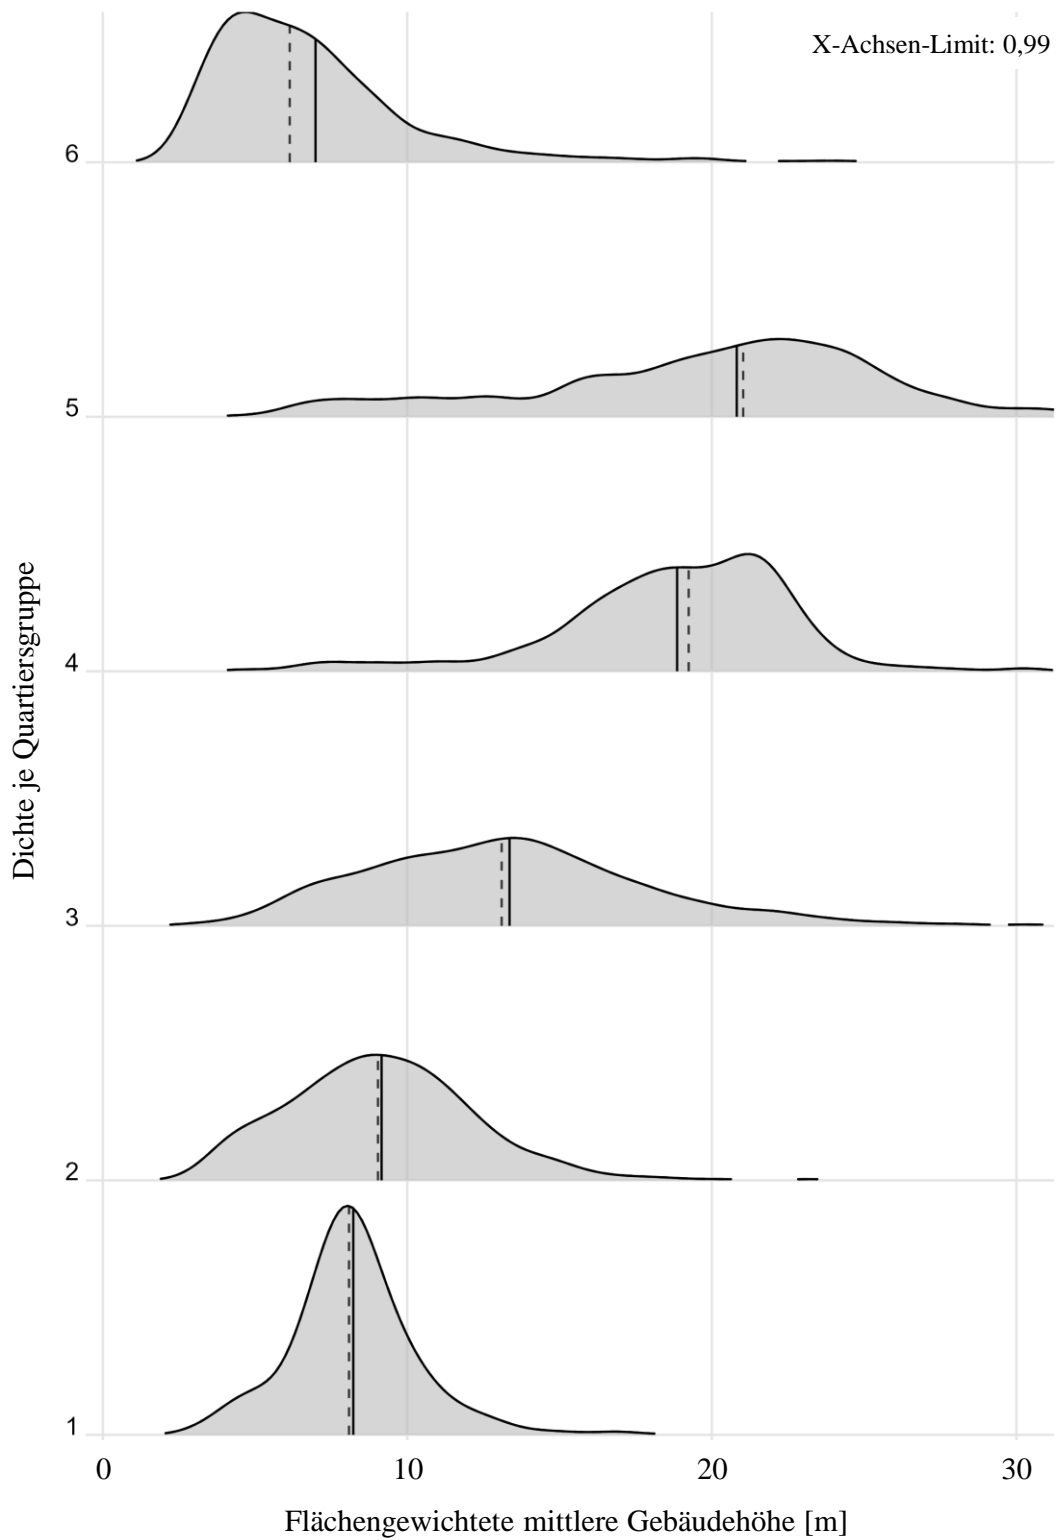 X-Achsen-Limit: 0,99
6
5
4
3
2
1
Dichte je Quartiersgruppe
0 10 20 30
Flächengewichtete mittlere Gebäudehöhe [m]